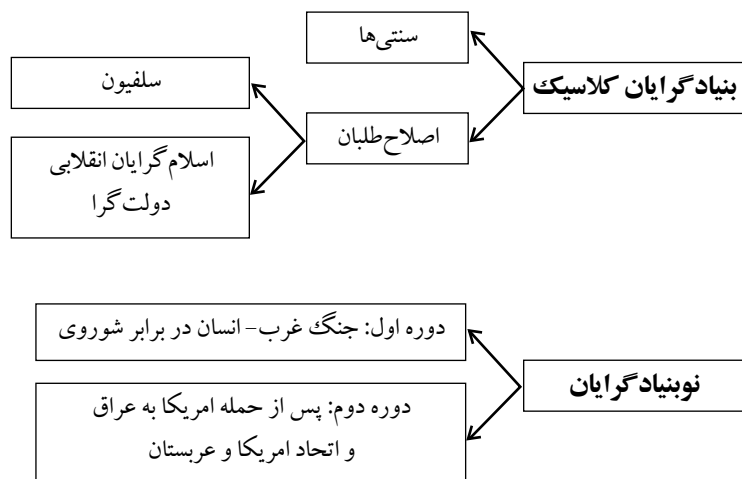 بنیادگرایان کلاسیک
سنتی‌ها
اصلاح‌طلبان
سلفیون
اسلام‌گرایان انقلابی
دولت‌گرا
نوبنیادگرایان
دوره اول: جنگ غرب– انسان در برابر شوروی
دوره دوم: پس از حمله امریکا به عراق
و اتحاد امریکا و عربستان